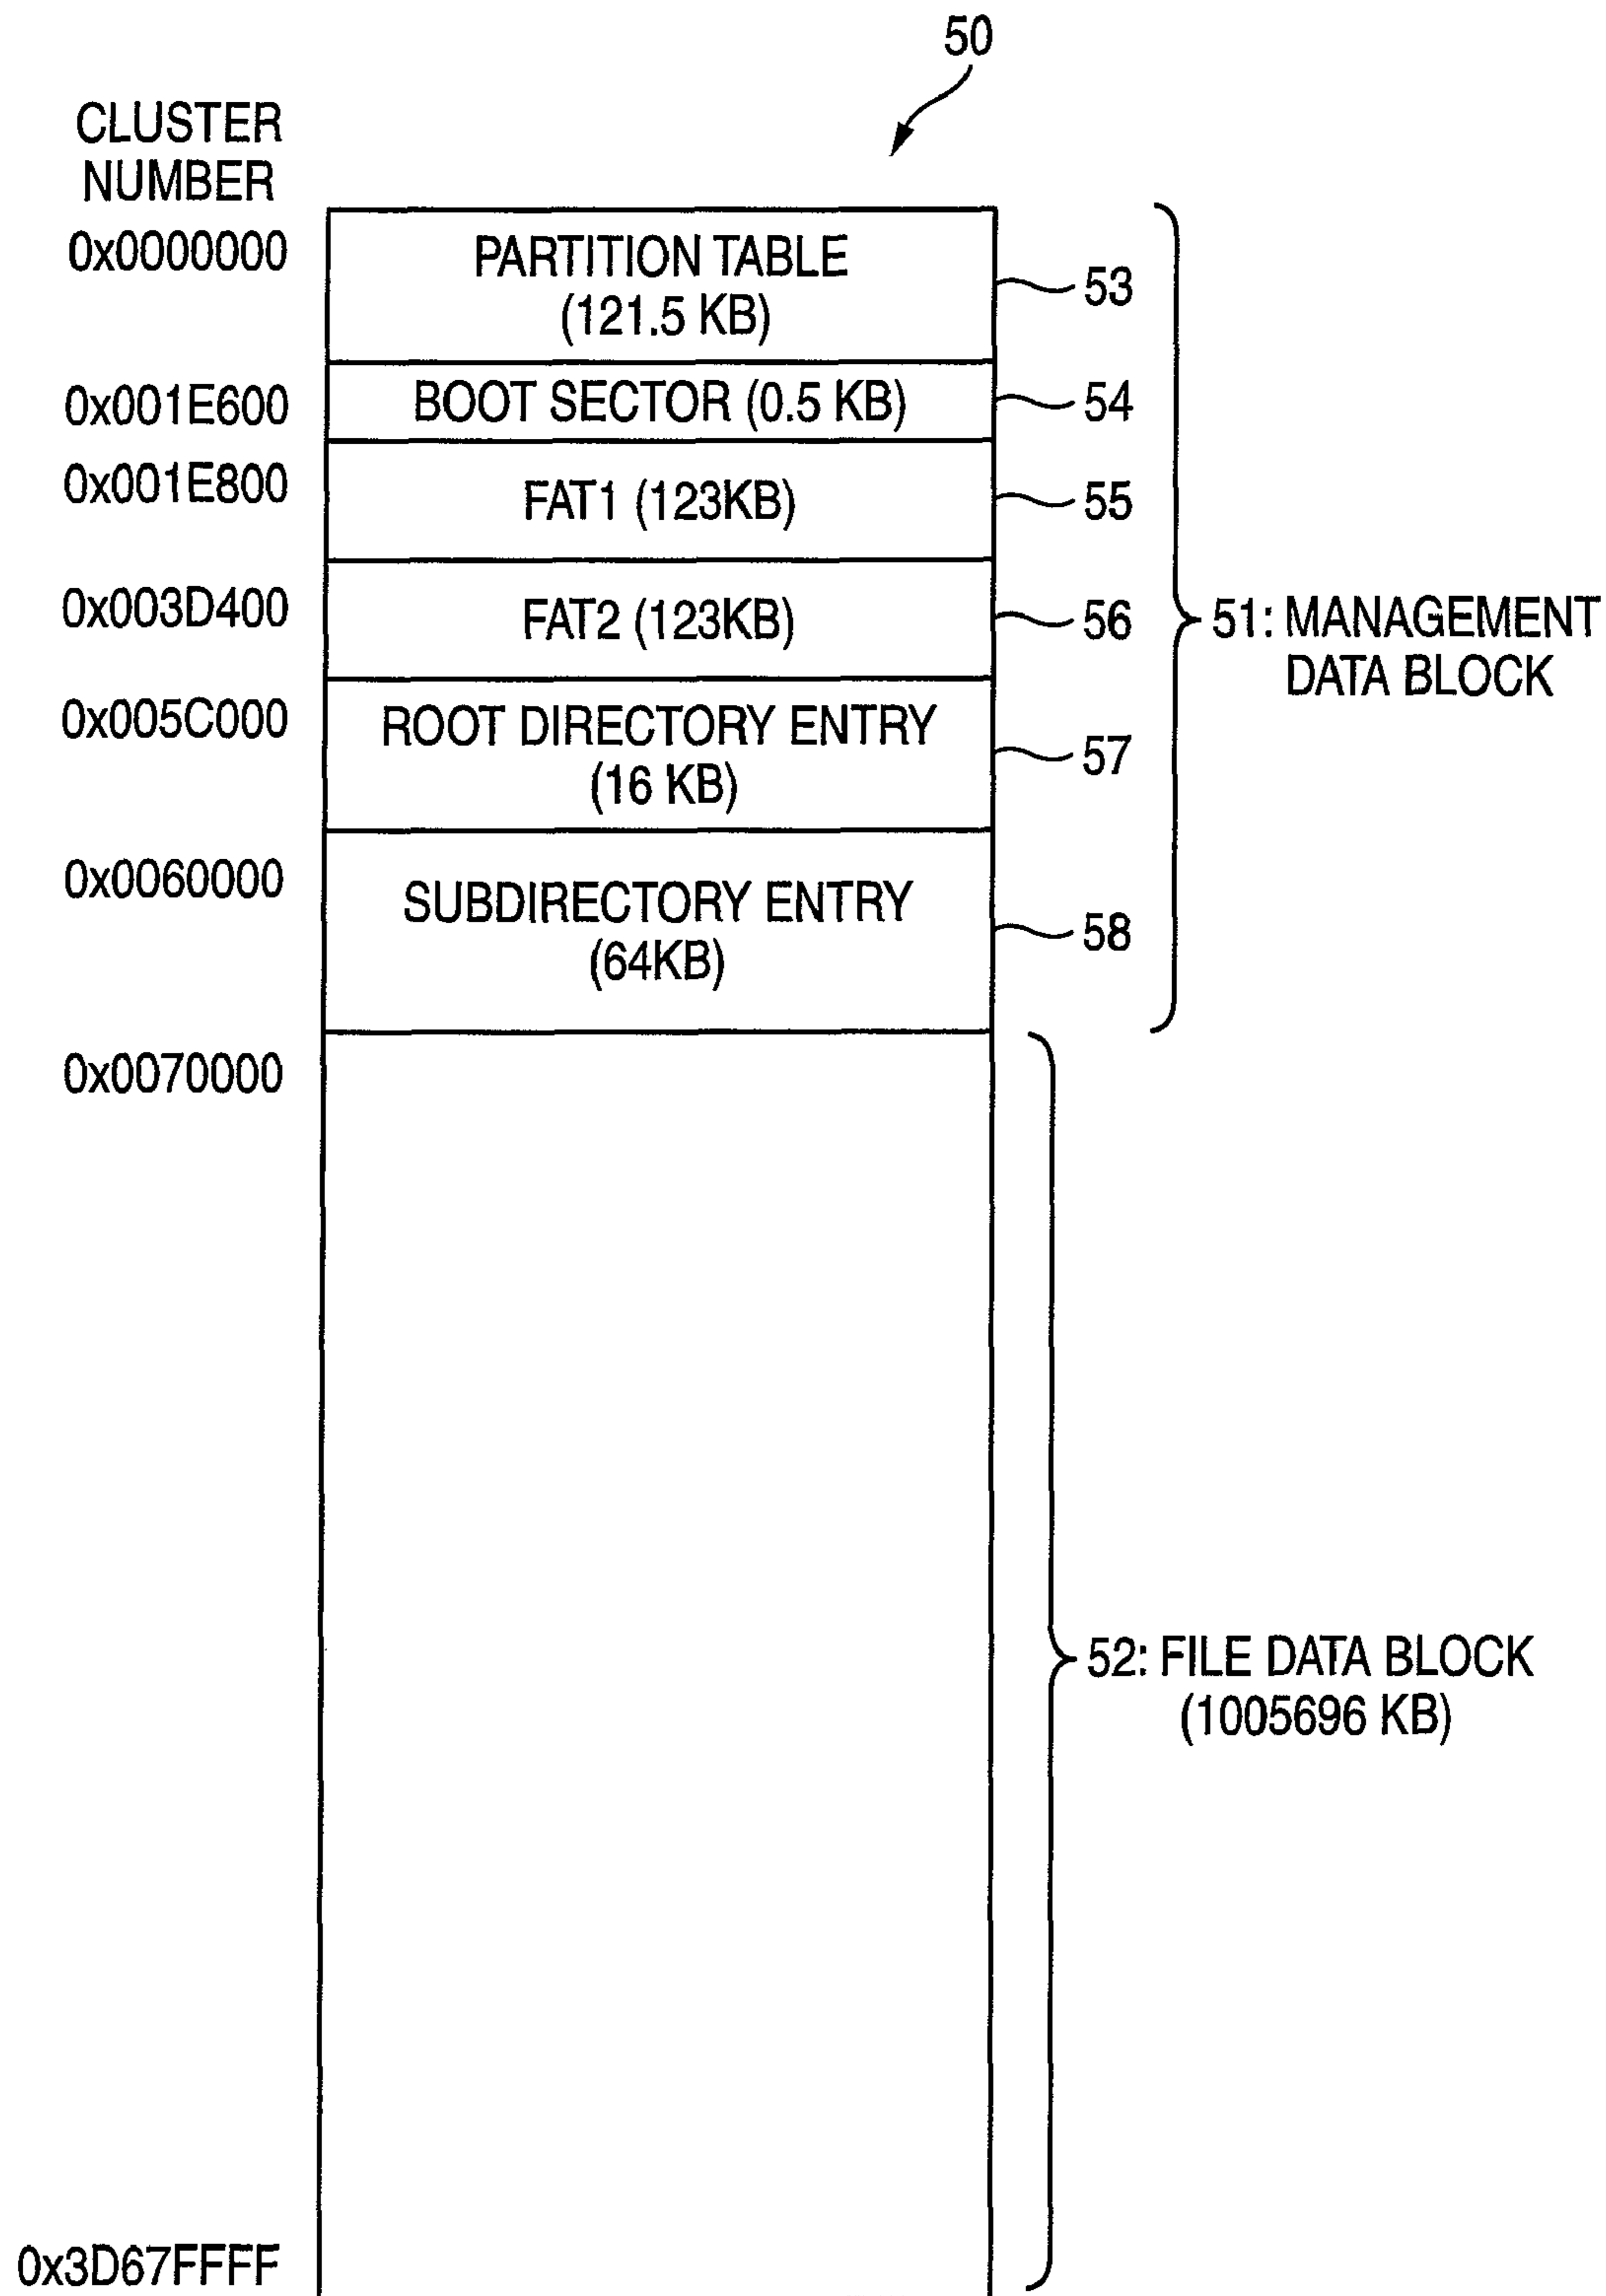 50
CLUSTER
NUMBER
0x0000000
PARTITION TABLE
(121.5 KB)
53
0x001E600
BOOT SECTOR (0.5 KB)
54
0x001E800
FAT1 (123KB)
55
0x003D400
FAT2 (123KB)
56
51: MANAGEMENT
DATA BLOCK
0x005C000
ROOT DIRECTORY ENTRY
(16 KB)
57
0x0060000
SUBDIRECTORY ENTRY
(64KB)
58
0x0070000
52: FILE DATA BLOCK
(1005696 KB)
0x3D67FFFF